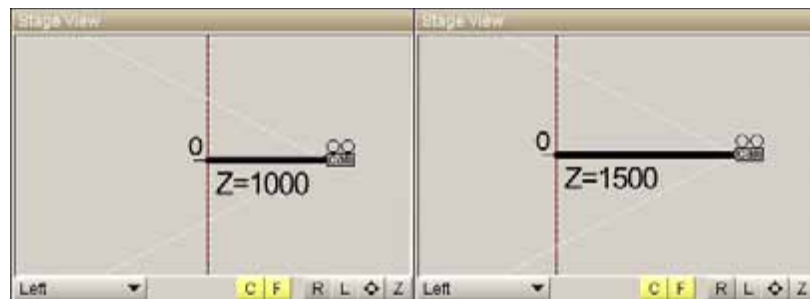 Stage View
Stage View
0
Z=1000
0
Z=1500
Left
C F R L Z
Left
C F R L Z